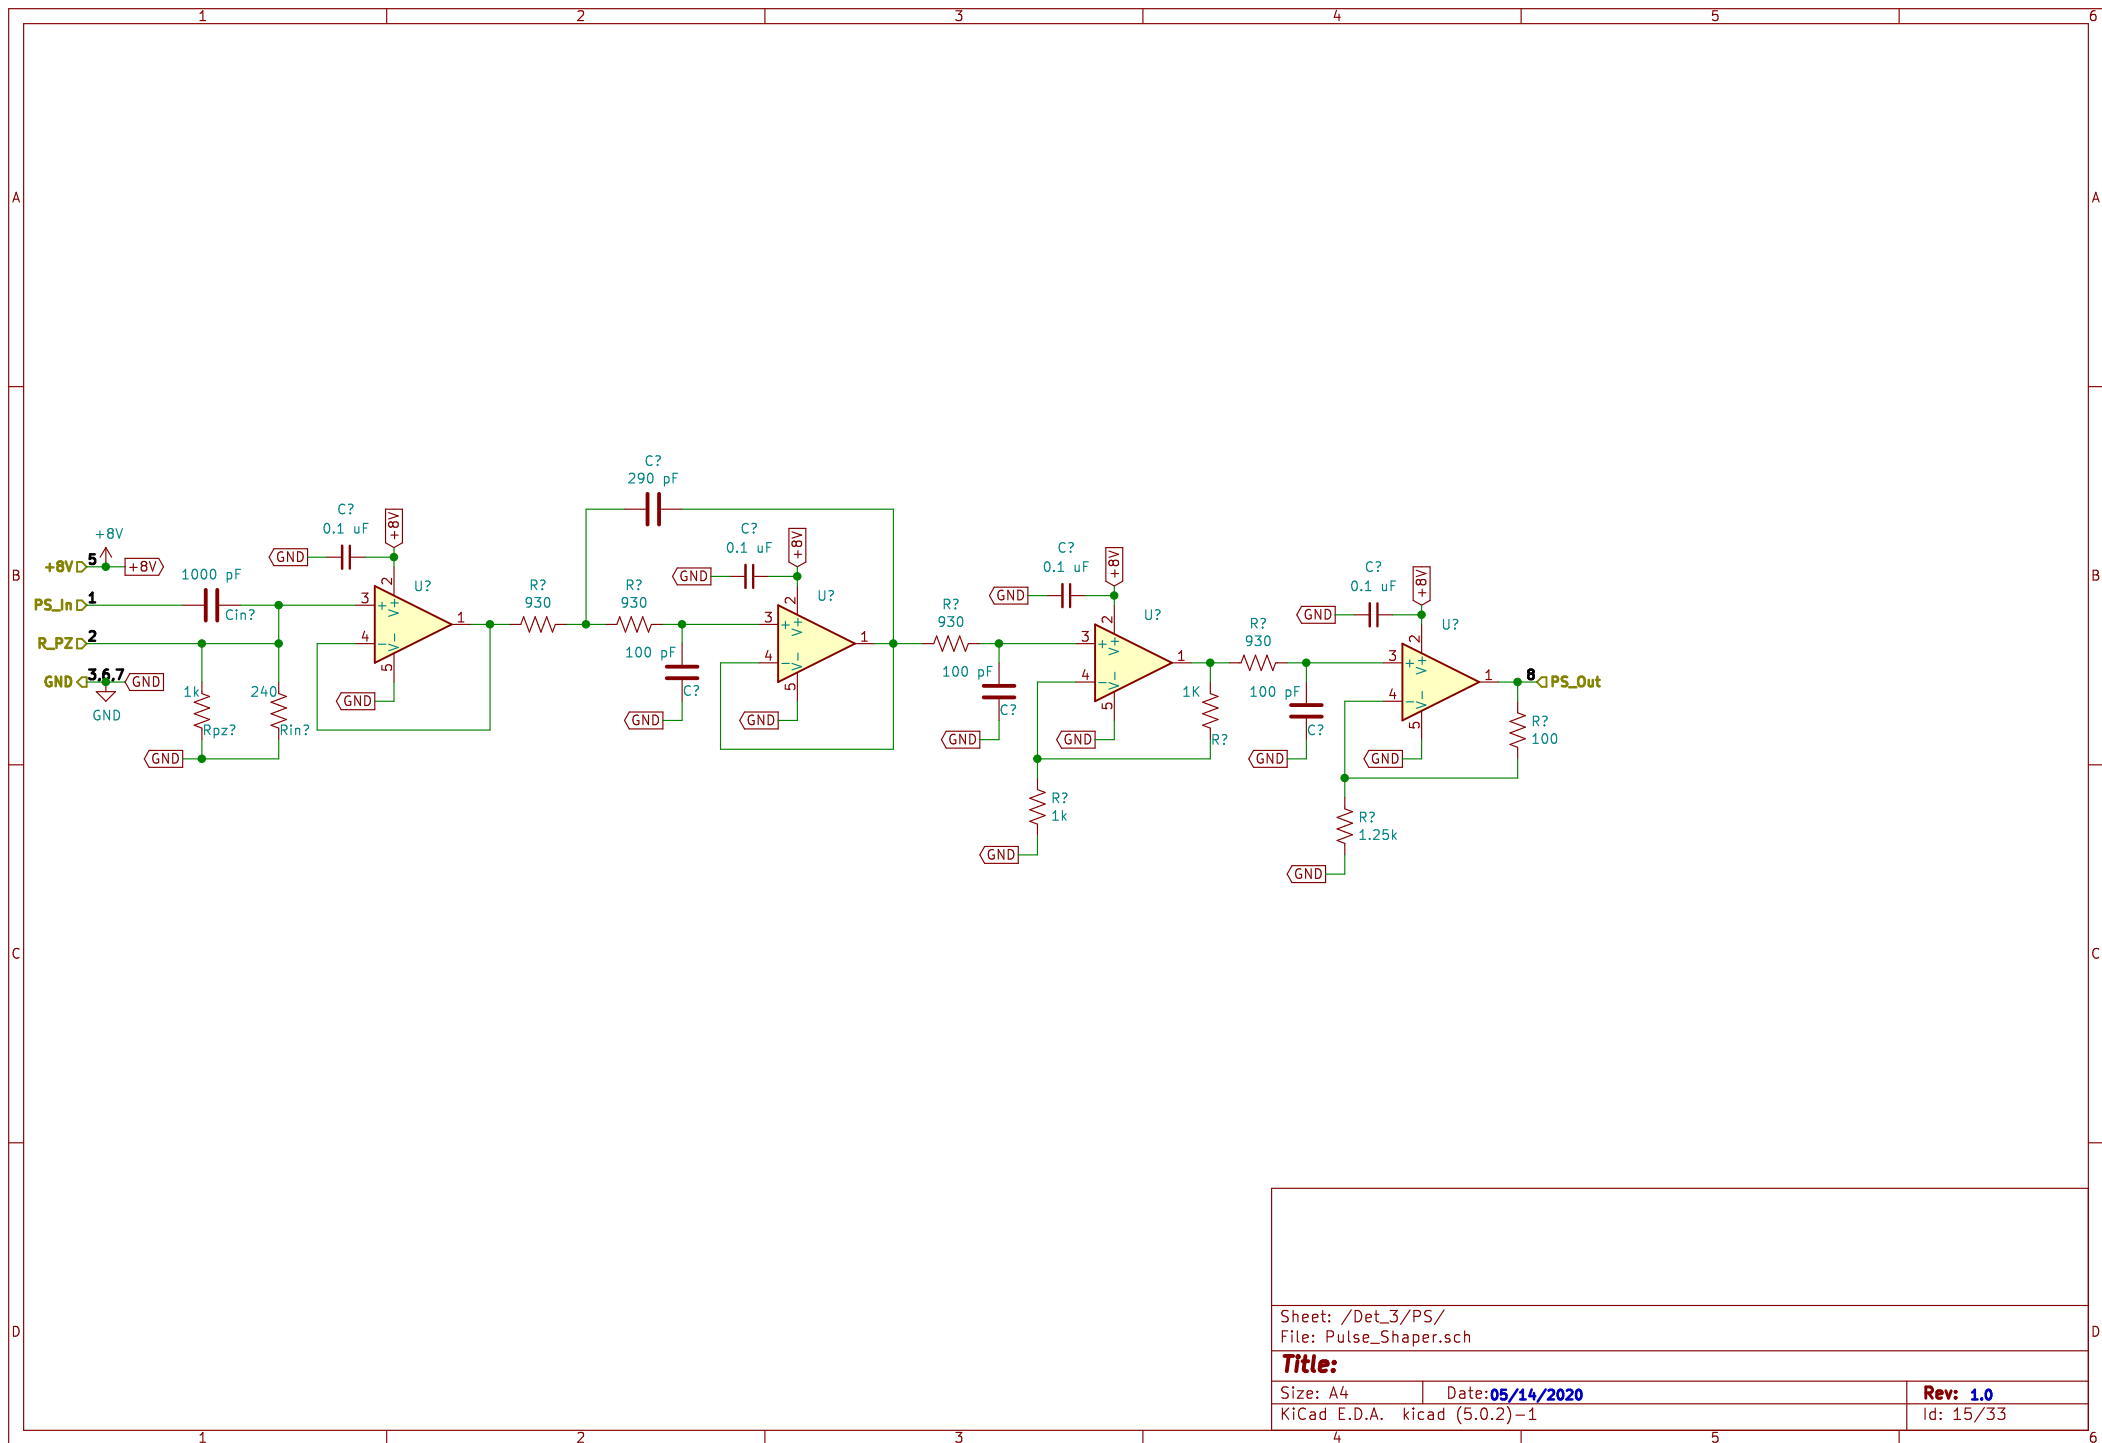 1 2 3 4 5 6
A A
B B
C C
D D
+8V
+8V 5 +8V
PS_In 1
R_PZ 2
GND 3,6,7 GND
GND
1000 pF
Cin?
1k
Rpz?
240
Rin?
GND
C?
0.1 uF
GND
+8V
U?
3 + V+ 2
4 - V- 5
1
GND
R?
930
C?
290 pF
R?
930
100 pF
C?
GND
C?
0.1 uF
GND
+8V
U?
3 + V+ 2
4 - V- 5
1
GND
R?
930
100 pF
C?
GND
C?
0.1 uF
GND
+8V
U?
3 + V+ 2
4 - V- 5
1
GND
1K
R?
R?
1k
GND
R?
930
100 pF
C?
GND
C?
0.1 uF
GND
+8V
U?
3 + V+ 2
4 - V- 5
1
GND
8 PS_Out
R?
100
R?
1.25k
GND
Sheet: /Det_3/PS/
File: Pulse_Shaper.sch
Title:
Size: A4 Date: 05/14/2020 Rev: 1.0
KiCad E.D.A. kicad (5.0.2)-1 Id: 15/33
1 2 3 4 5 6